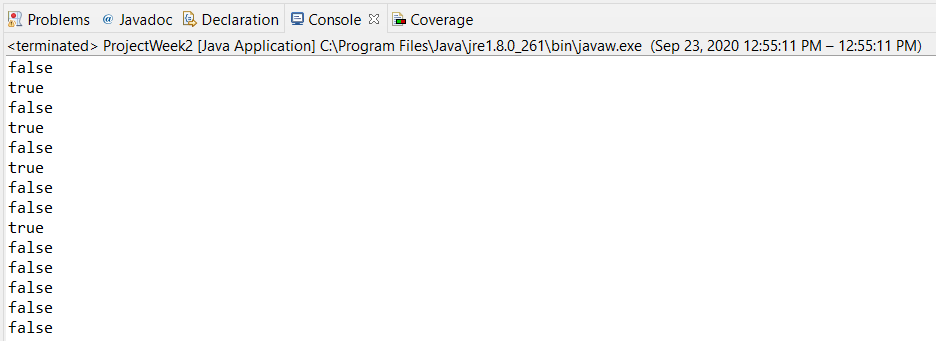 Problems @ Javadoc Declaration Console Coverage
<terminated> ProjectWeek2 [Java Application] C:\Program Files\Java\jre1.8.0_261\bin\javaw.exe (Sep 23, 2020 12:55:11 PM – 12:55:11 PM)
false
true
false
true
false
true
false
false
true
false
false
false
false
false